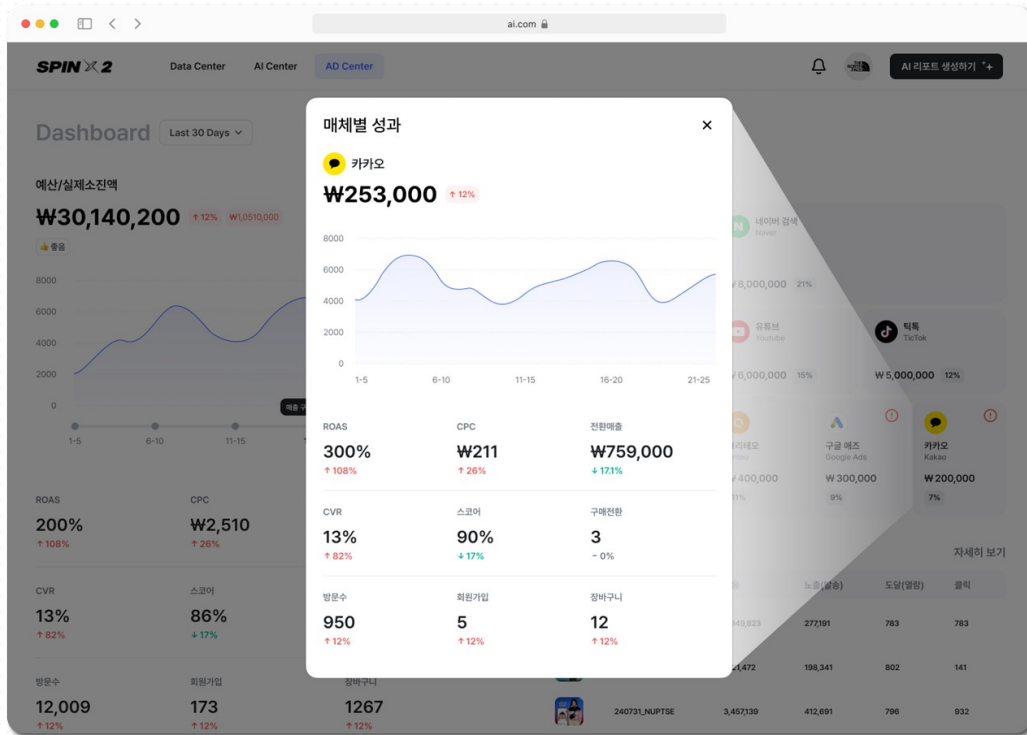 ai.com
SPIN X 2
Data Center
AI Center
AD Center
AI 리포트 생성하기
Dashboard
Last 30 Days
예산/실제소진액
₩30,140,200
↑ 12%
₩1,0510,000
👍 좋음
8000
6000
4000
2000
0
1-5
6-10
11-15
ROAS
200%
↑ 108%
CPC
₩2,510
↑ 26%
CVR
13%
↑ 82%
스코어
86%
↓ 17%
방문수
12,009
↑ 12%
회원가입
173
↑ 12%
장바구니
1267
↑ 12%
매체별 성과
카카오
₩253,000
↑ 12%
8000
6000
4000
2000
0
1-5
6-10
11-15
16-20
21-25
ROAS
300%
↑ 108%
CPC
₩211
↑ 26%
전환매출
₩759,000
↓ 17.1%
CVR
13%
↑ 82%
스코어
90%
↓ 17%
구매전환
3
- 0%
방문수
950
↑ 12%
회원가입
5
↑ 12%
장바구니
12
↑ 12%
네이버 검색
Naver
8,000,000
21%
유튜브
Youtube
6,000,000
15%
틱톡
TicTok
₩ 5,000,000
12%
400,000
11%
구글 애즈
Google Ads
₩ 300,000
9%
카카오
Kakao
₩ 200,000
7%
자세히 보기
노출(발송)
도달(열람)
클릭
277,191
783
783
198,341
802
141
240731_NUPTSE
3,457,139
412,691
796
932